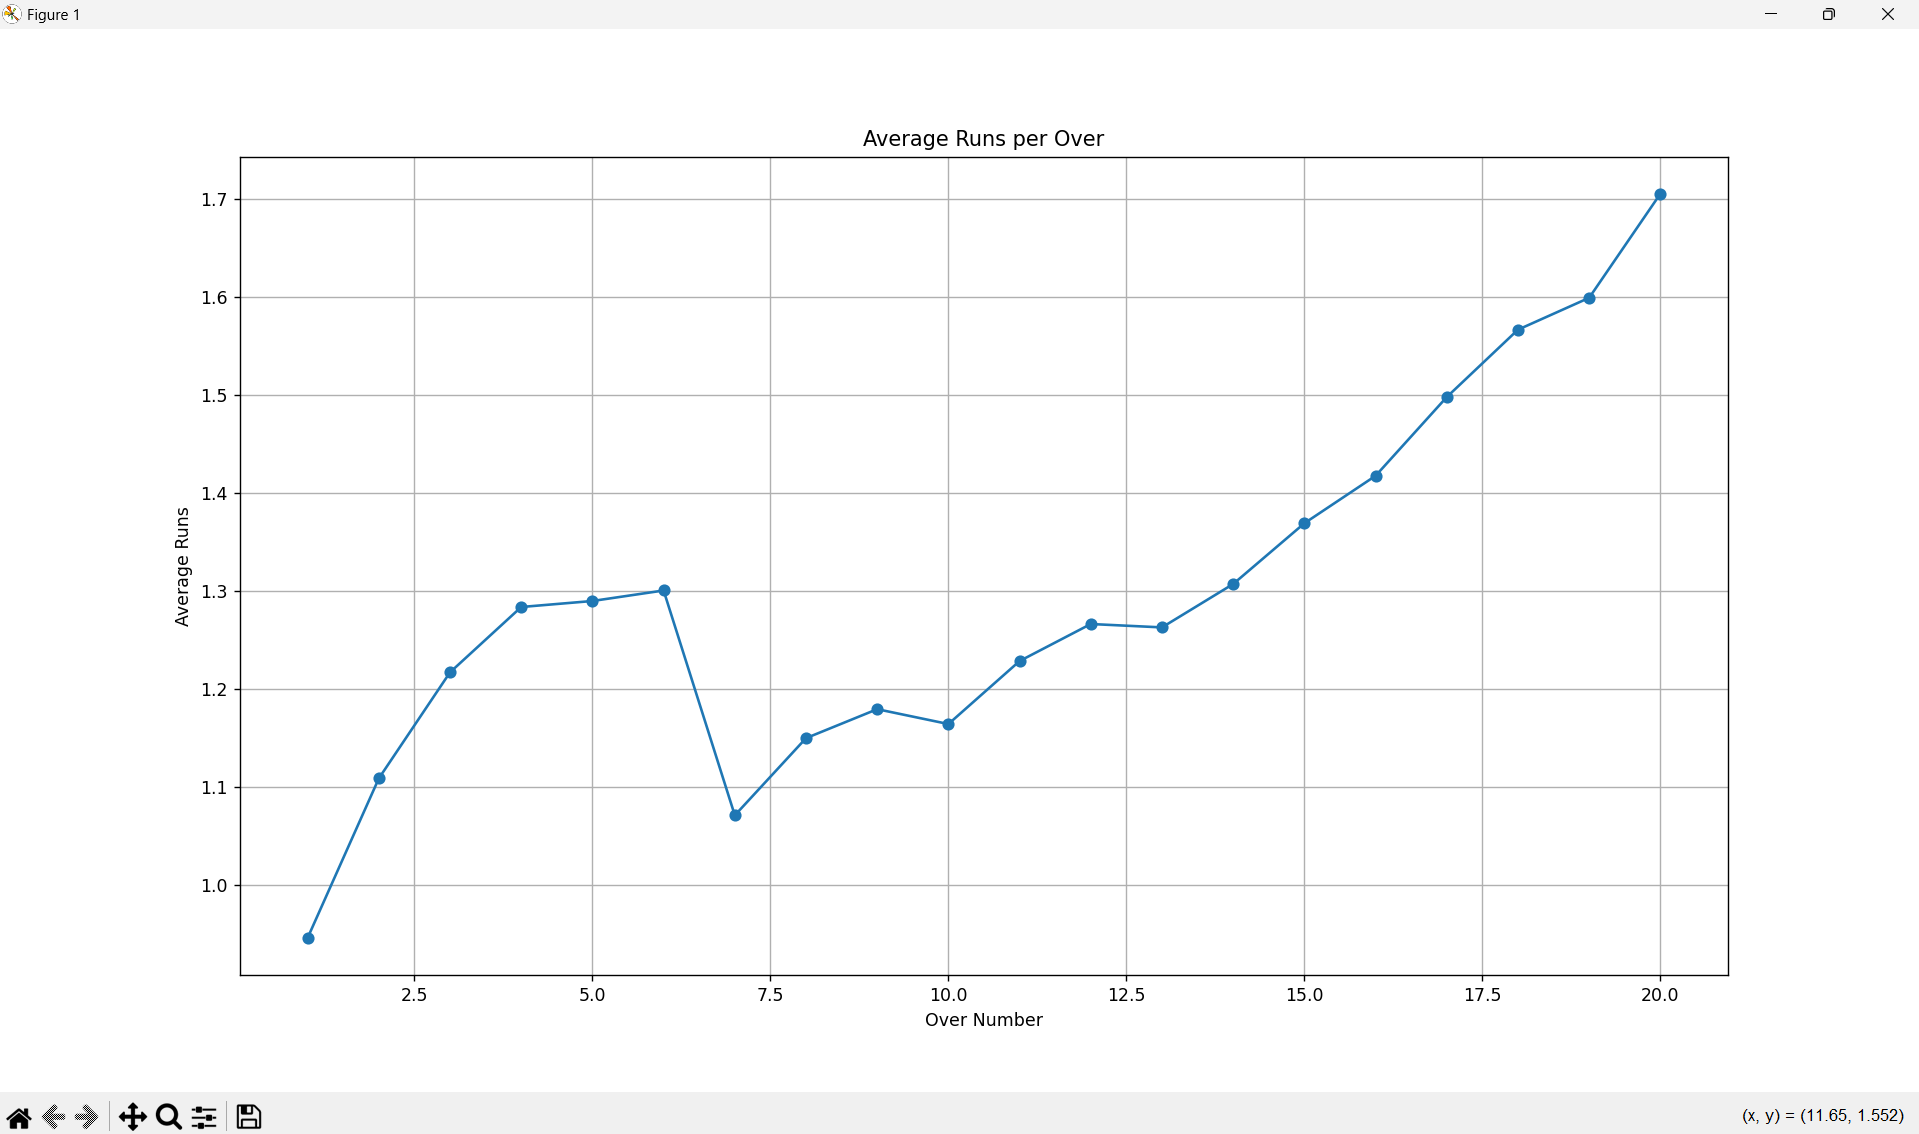 Figure 1
Average Runs per Over
1.7
1.6
1.5
1.4
1.3
1.2
1.1
1.0
Average Runs
2.5 5.0 7.5 10.0 12.5 15.0 17.5 20.0
Over Number
(x, y) = (11.65, 1.552)